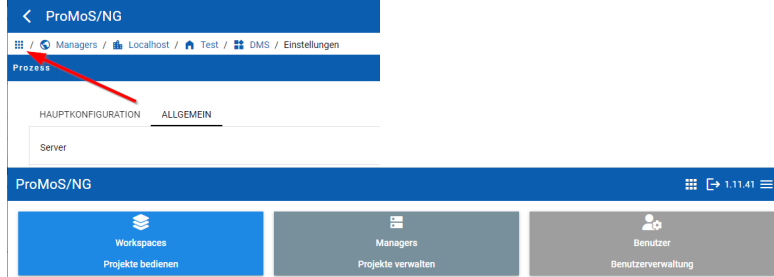 ProMoS/NG
/ Managers / Localhost / Test / DMS / Einstellungen
Prozess
HAUPTKONFIGURATION ALLGEMEIN
Server
ProMoS/NG 1.11.41
Workspaces Managers Benutzer
Projekte bedienen Projekte verwalten Benutzerverwaltung